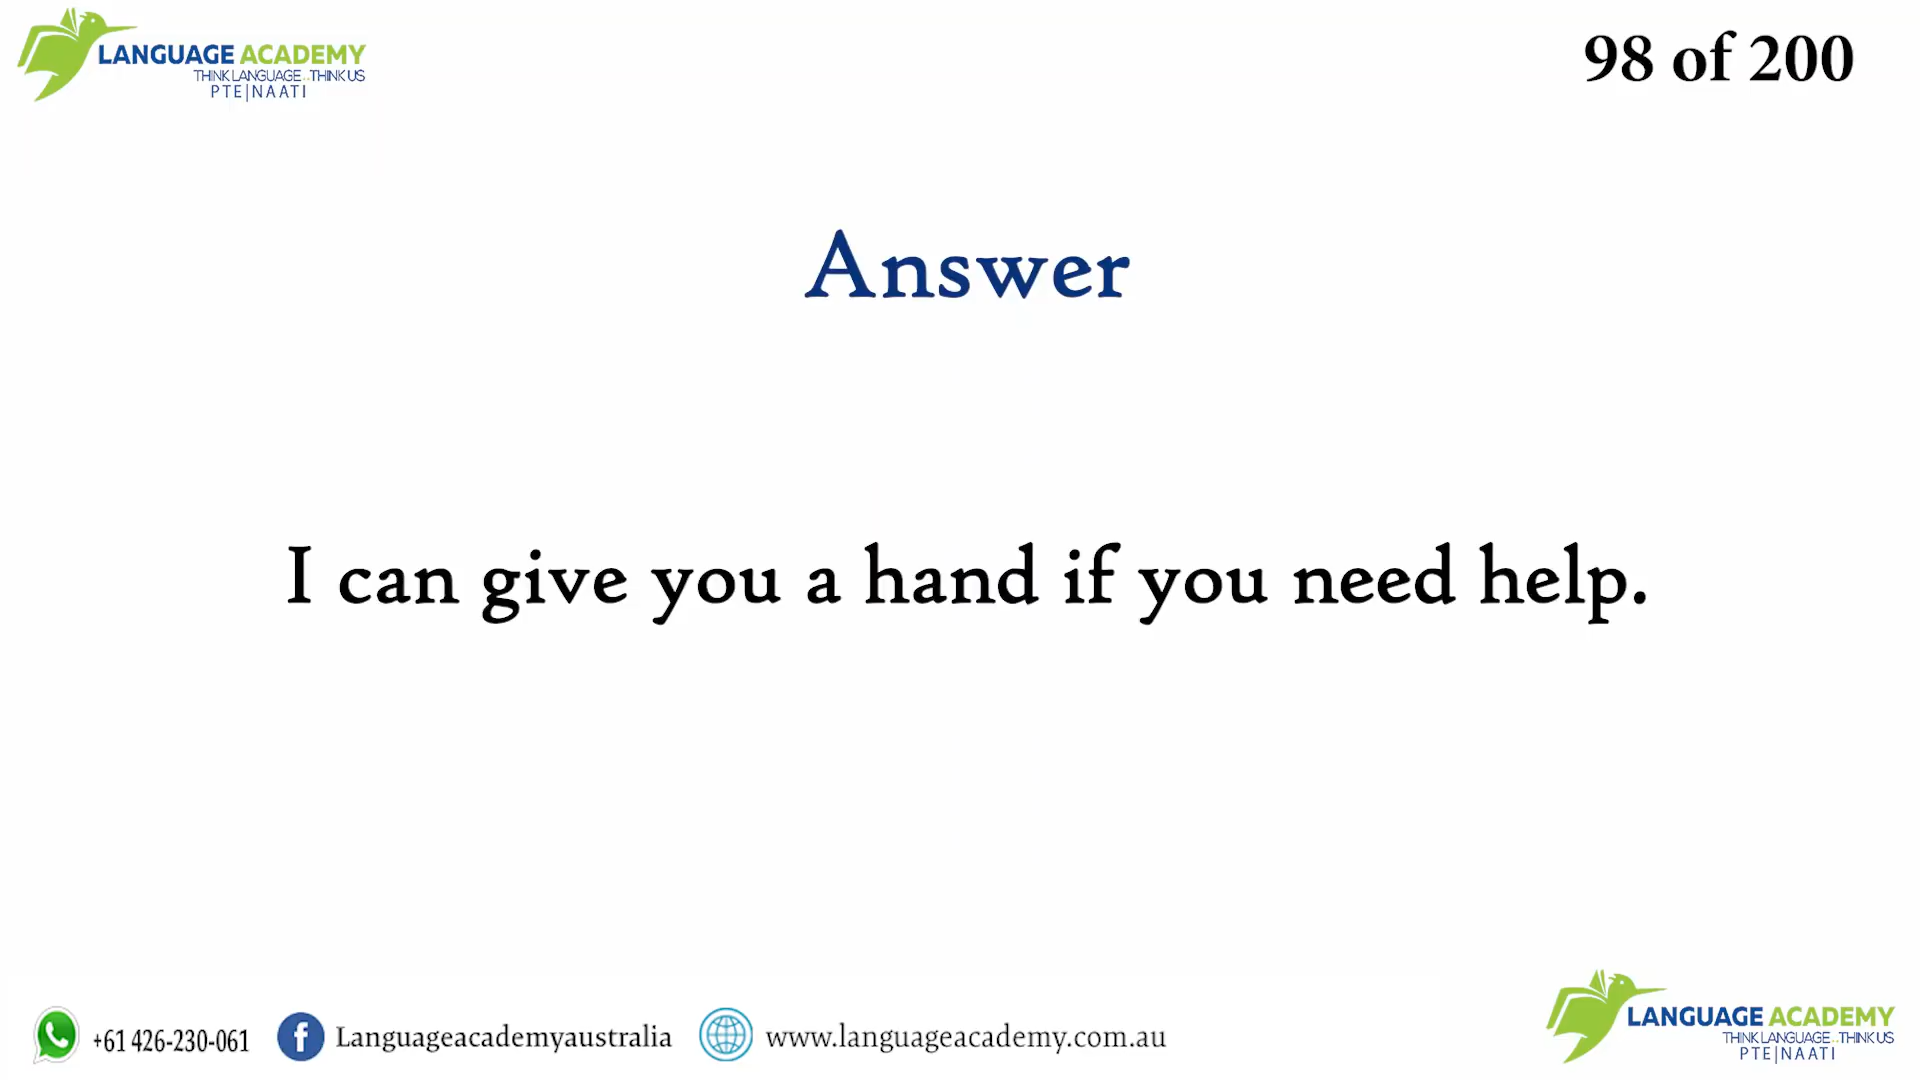 LANGUAGE ACADEMY
THINK LANGUAGE..THINK US
PTE|NAATI
98 of 200
Answer
I can give you a hand if you need help.
+61 426-230-061
Languageacademyaustralia
www.languageacademy.com.au
LANGUAGE ACADEMY
THINK LANGUAGE..THINK US
PTE|NAATI